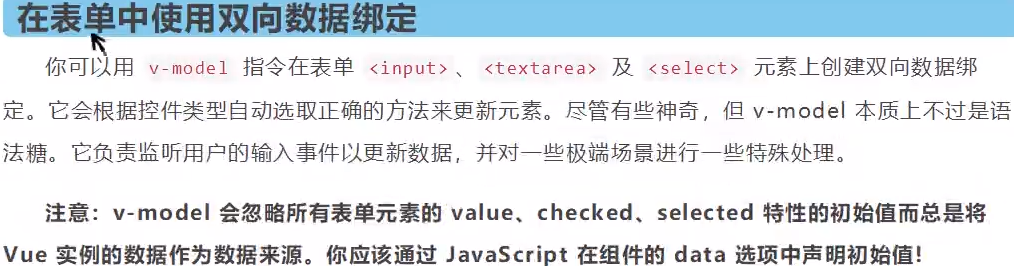 在表单中使用双向数据绑定
你可以用 v-model 指令在表单 <input>、<textarea> 及 <select> 元素上创建双向数据绑
定。它会根据控件类型自动选取正确的方法来更新元素。尽管有些神奇，但 v-model 本质上不过是语
法糖。它负责监听用户的输入事件以更新数据，并对一些极端场景进行一些特殊处理。
注意：v-model 会忽略所有表单元素的 value、checked、selected 特性的初始值而总是将
Vue 实例的数据作为数据来源。你应该通过 JavaScript 在组件的 data 选项中声明初始值!